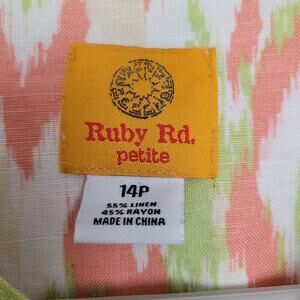 Ruby Rd.
petite
14P
55% LINEN
45% RAYON
MADE IN CHINA